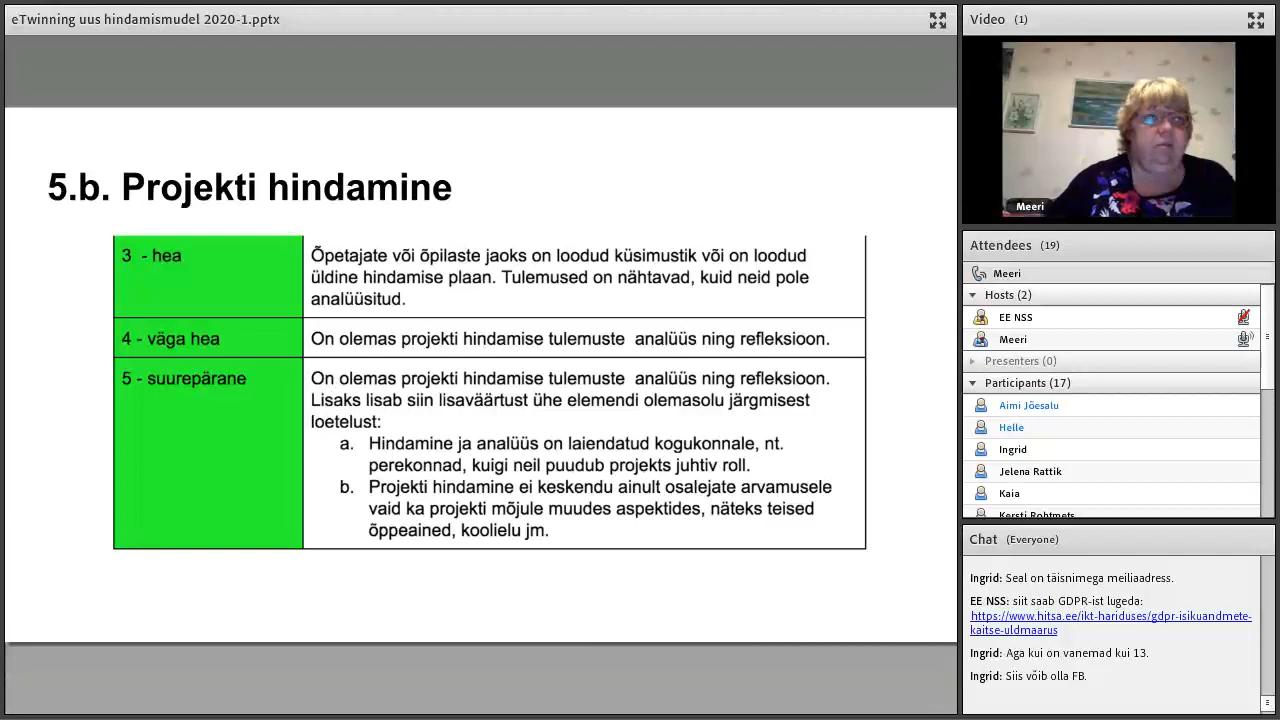 eTwinning uus hindamismudel 2020-1.pptx
5.b. Projekti hindamine
3 - hea
Õpetajate või õpilaste jaoks on loodud küsimustik või on loodud
üldine hindamise plaan. Tulemused on nähtavad, kuid neid pole
analüüsitud.
4 - väga hea
On olemas projekti hindamise tulemuste analüüs ning refleksioon.
5 - suurepärane
On olemas projekti hindamise tulemuste analüüs ning refleksioon.
Lisaks lisab siin lisaväärtust ühe elemendi olemasolu järgmisest
loetelust:
a. Hindamine ja analüüs on laiendatud kogukonnale, nt.
perekonnad, kuigi neil puudub projekts juhtiv roll.
b. Projekti hindamine ei keskendu ainult osalejate arvamusele
vaid ka projekti mõjule muudes aspektides, näteks teised
õppeained, koolielu jm.
Video (1)
Meeri
Attendees (19)
Meeri
Hosts (2)
EE NSS
Meeri
Presenters (0)
Participants (17)
Aimi Jõesalu
Helle
Ingrid
Jelena Rattik
Kaia
Kersti Rohtmets
Chat (Everyone)
Ingrid: Seal on täisnimega meiliaadress.
EE NSS: siit saab GDPR-ist lugeda:
https://www.hitsa.ee/ikt-hariduses/gdpr-isikuandmete-
kaitse-uldmaarus
Ingrid: Aga kui on vanemad kui 13.
Ingrid: Siis võib olla FB.